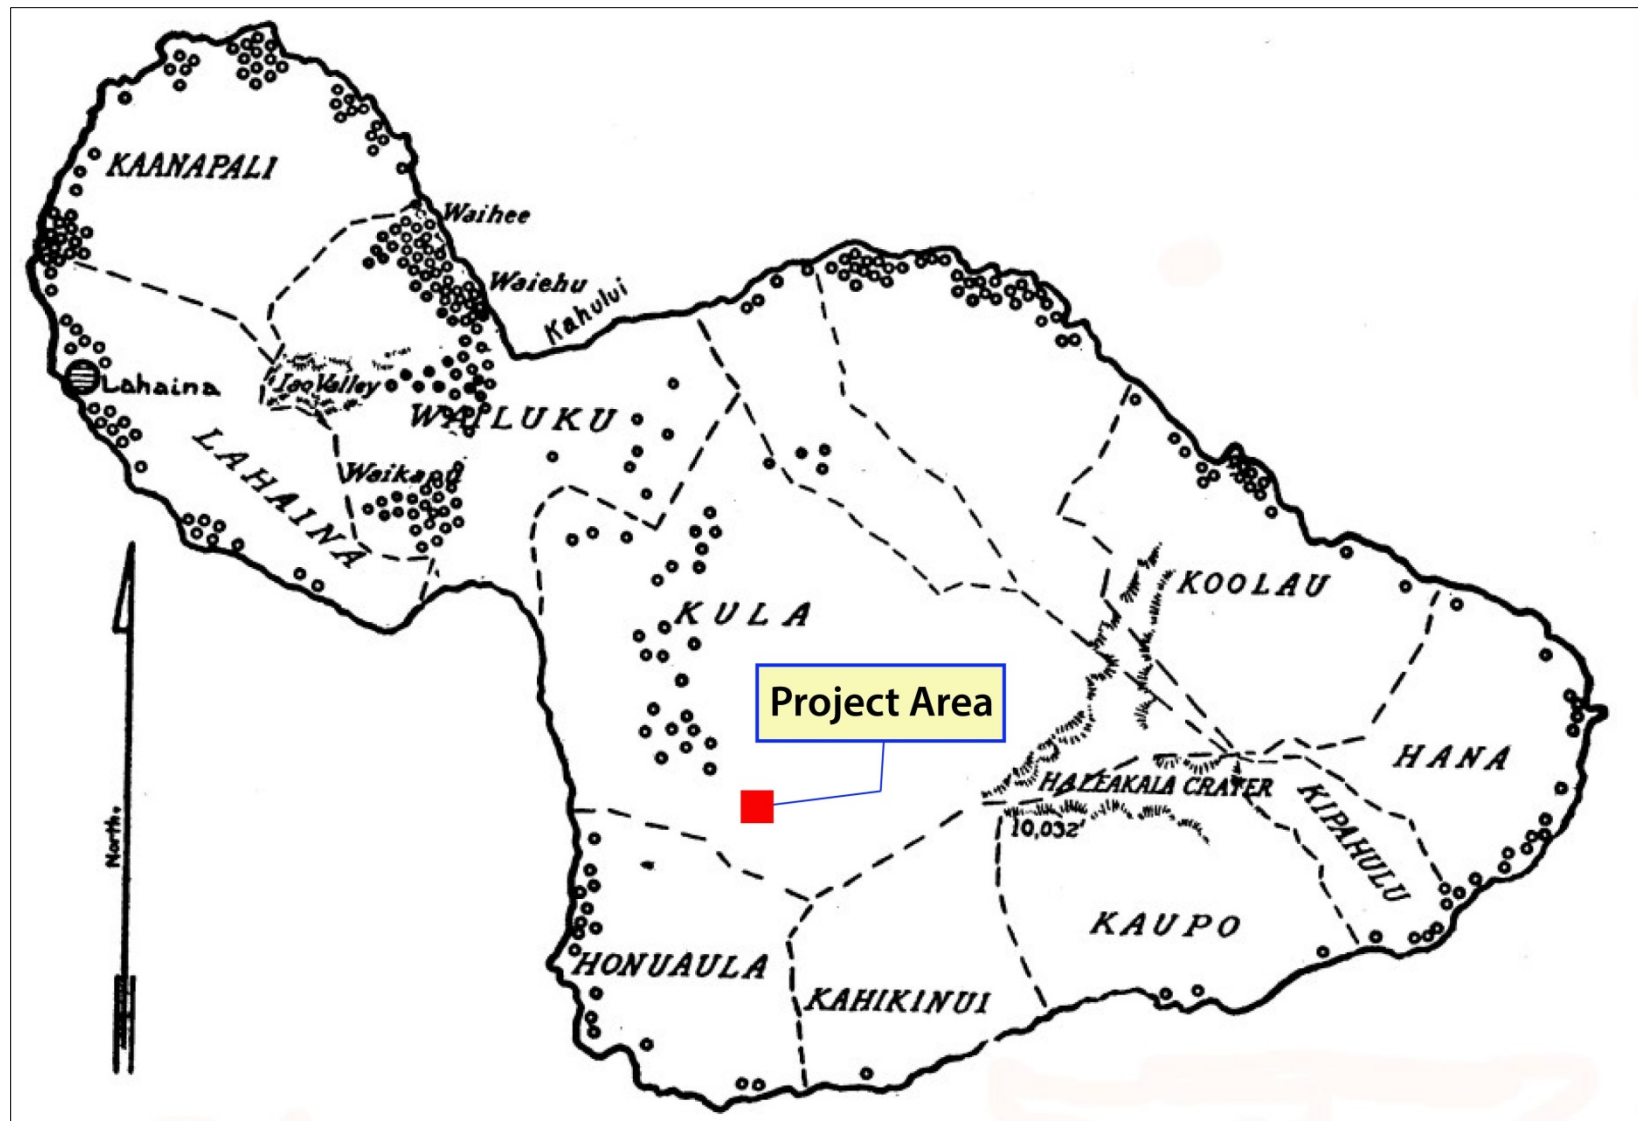 KAANAPALI
Waihee
Waiehu
Kahului
Iao Valley
Lahaina
WAILUKU
LAHAINA
Waikapu
KULA
KOOLAU
Project Area
HANA
HALEAKALA CRATER
10,032'
KIPAHULU
North.
KAUPO
HONUAULA
KAHIKINUI